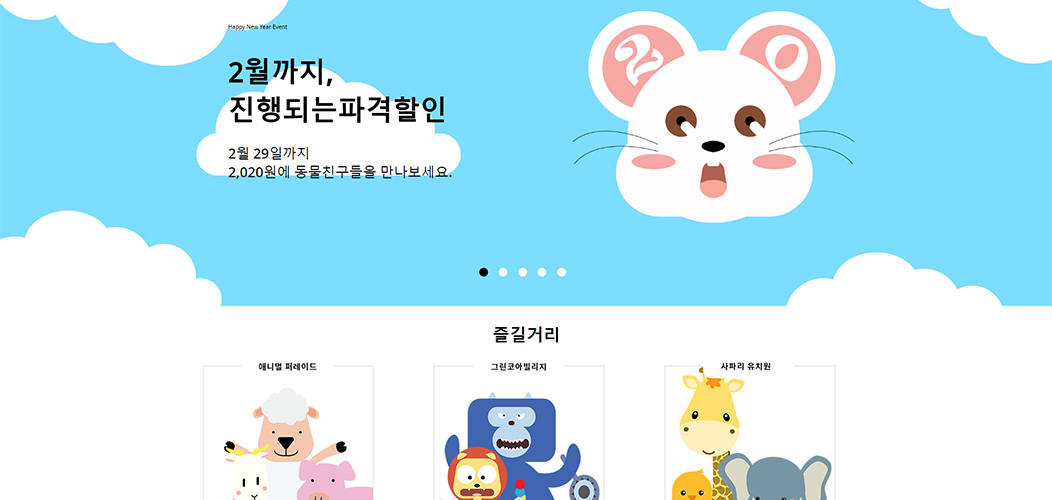 Happy New Year Event
2월까지,
진행되는파격할인
2월 29일까지
2,020원에 동물친구들을 만나보세요.
20
즐길거리
애니멀 퍼레이드
그린코아빌리지
사파리 유치원